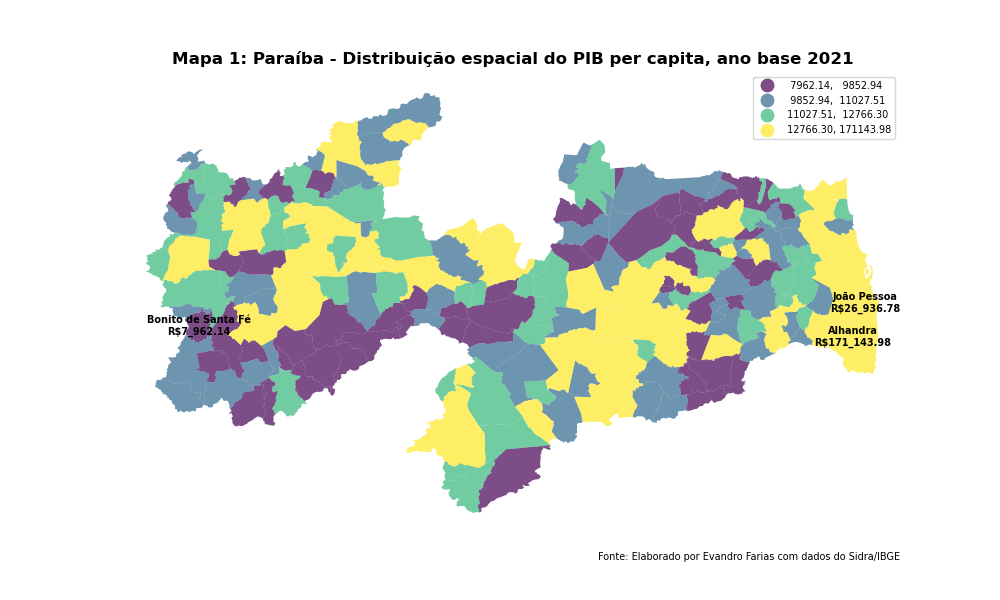 Mapa 1: Paraíba - Distribuição espacial do PIB per capita, ano base 2021
7962.14, 9852.94
9852.94, 11027.51
11027.51, 12766.30
12766.30, 171143.98
João Pessoa
R$26_936.78
Bonito de Santa Fé
R$7_962.14
Alhandra
R$171_143.98
Fonte: Elaborado por Evandro Farias com dados do Sidra/IBGE